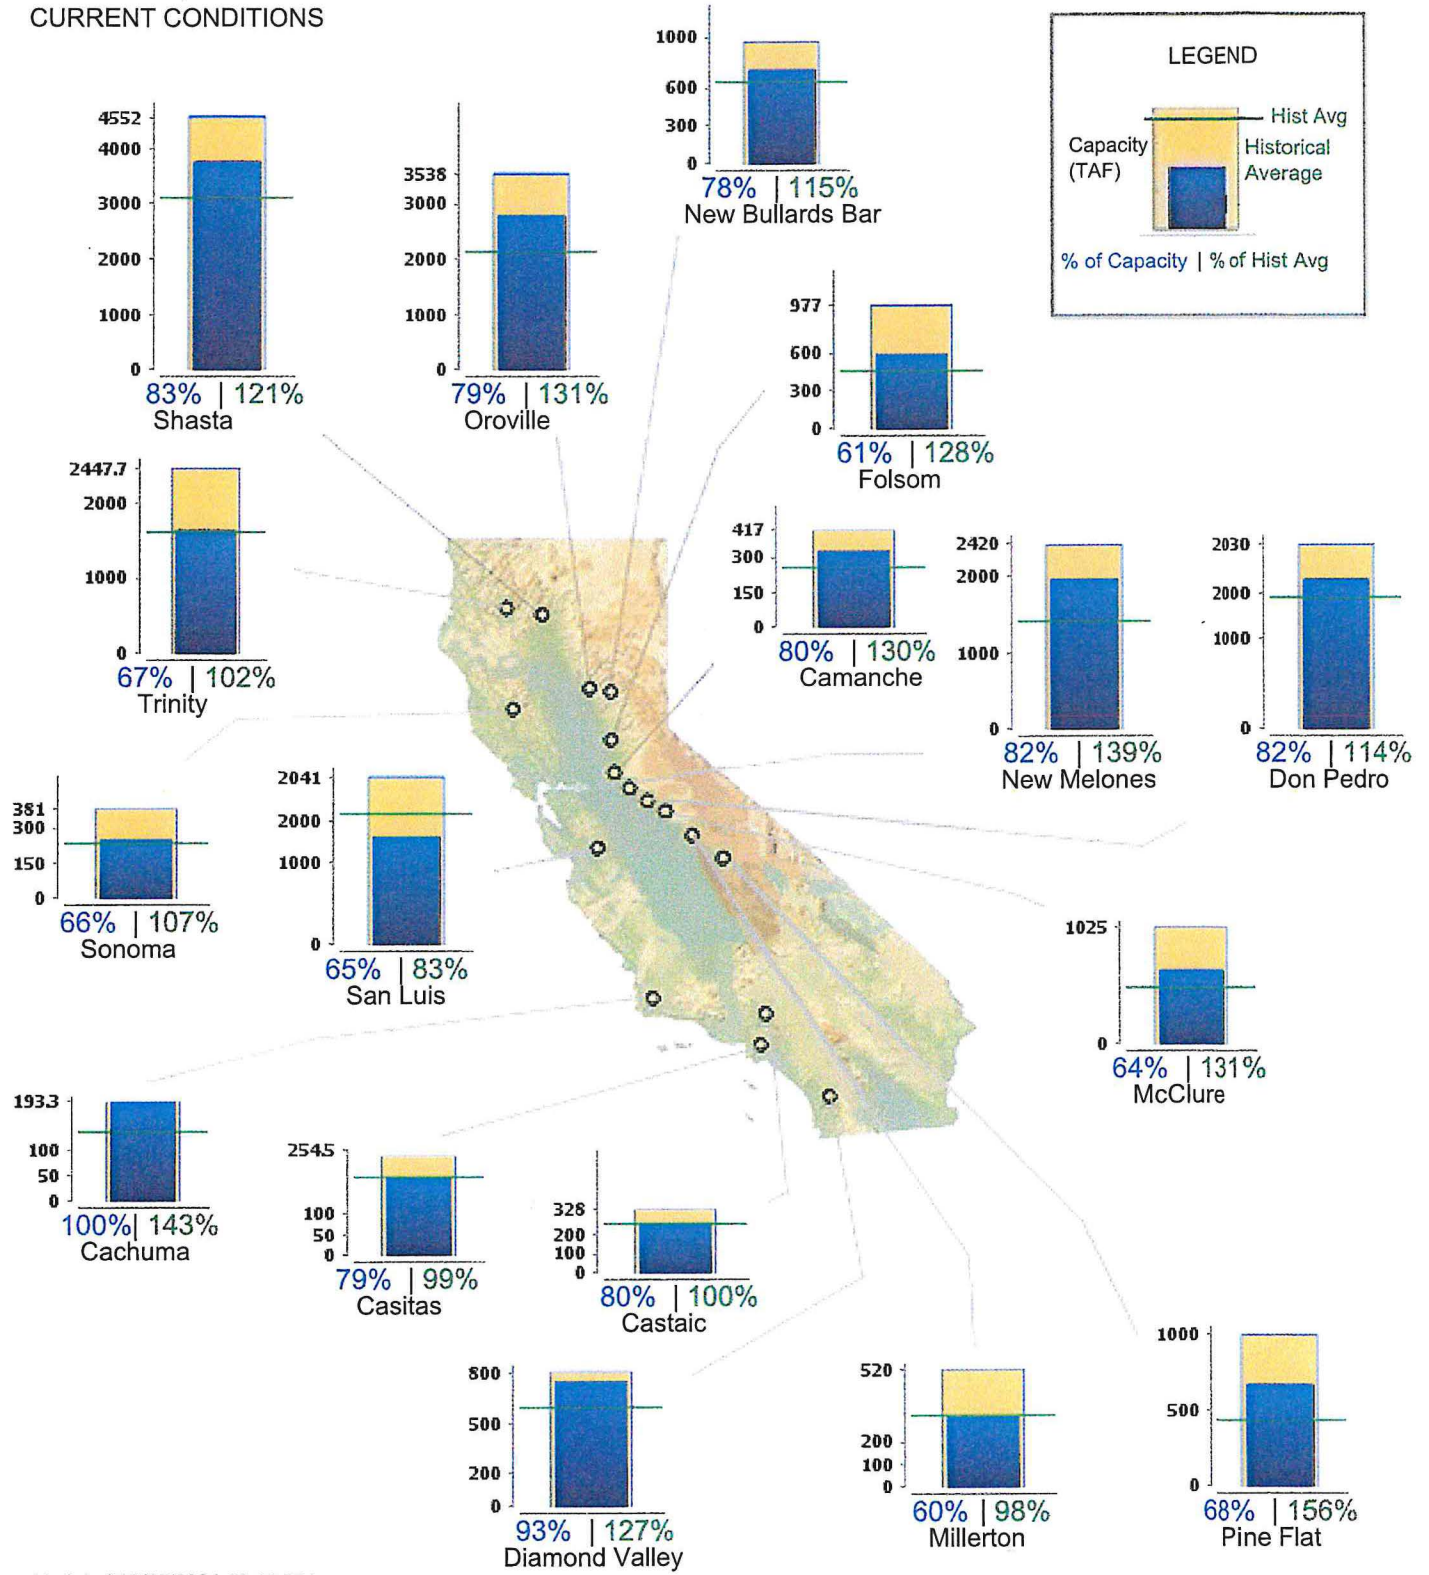 CURRENT CONDITIONS
1000
600
300
0
78% | 115%
New Bullards Bar
LEGEND
Hist Avg
Capacity
(TAF)
Historical
Average
% of Capacity | % of Hist Avg
4552
4000
3000
2000
1000
0
83% | 121%
Shasta
3538
3000
2000
1000
0
79% | 131%
Oroville
977
600
300
0
61% | 128%
Folsom
2447.7
2000
1000
0
67% | 102%
Trinity
417
300
150
0
80% | 130%
Camanche
2420
2000
1000
0
82% | 139%
New Melones
2030
2000
1000
0
82% | 114%
Don Pedro
381
300
150
0
66% | 107%
Sonoma
2041
2000
1000
0
65% | 83%
San Luis
1025
0
64% | 131%
McClure
193.3
100
50
0
100% | 143%
Cachuma
254.5
100
50
0
79% | 99%
Casitas
328
200
100
0
80% | 100%
Castaic
800
500
200
0
93% | 127%
Diamond Valley
520
200
100
0
60% | 98%
Millerton
1000
500
0
68% | 156%
Pine Flat